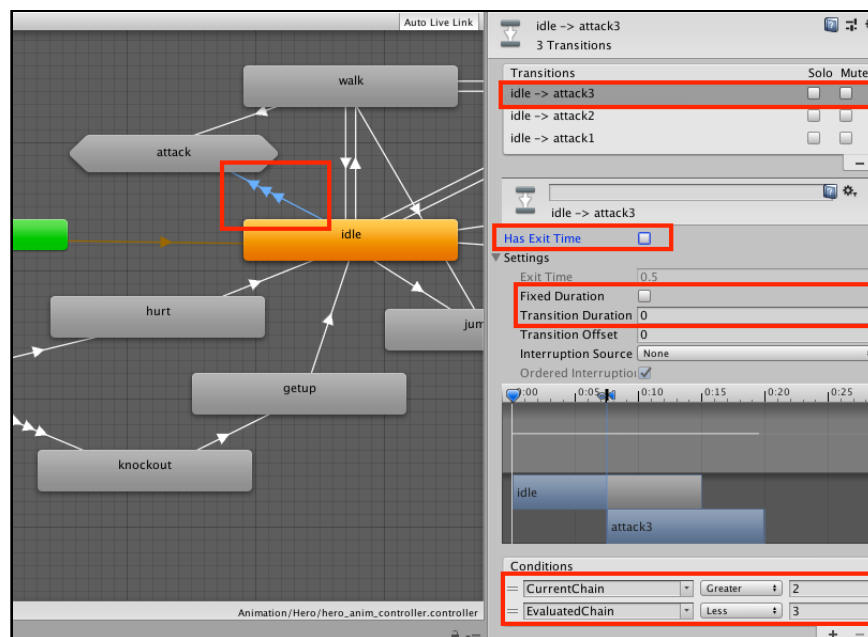 Auto Live Link
walk
attack
idle
hurt
jum
getup
knockout
Animation/Hero/hero_anim_controller.controller
idle -> attack3
3 Transitions
Transitions Solo Mute
idle -> attack3
idle -> attack2
idle -> attack1
idle -> attack3
Has Exit Time
Settings
Exit Time 0.5
Fixed Duration
Transition Duration 0
Transition Offset 0
Interruption Source None
Ordered Interruptio
0:00 0:05 0:10 0:15 0:20 0:25
idle
attack3
Conditions
CurrentChain Greater 2
EvaluatedChain Less 3